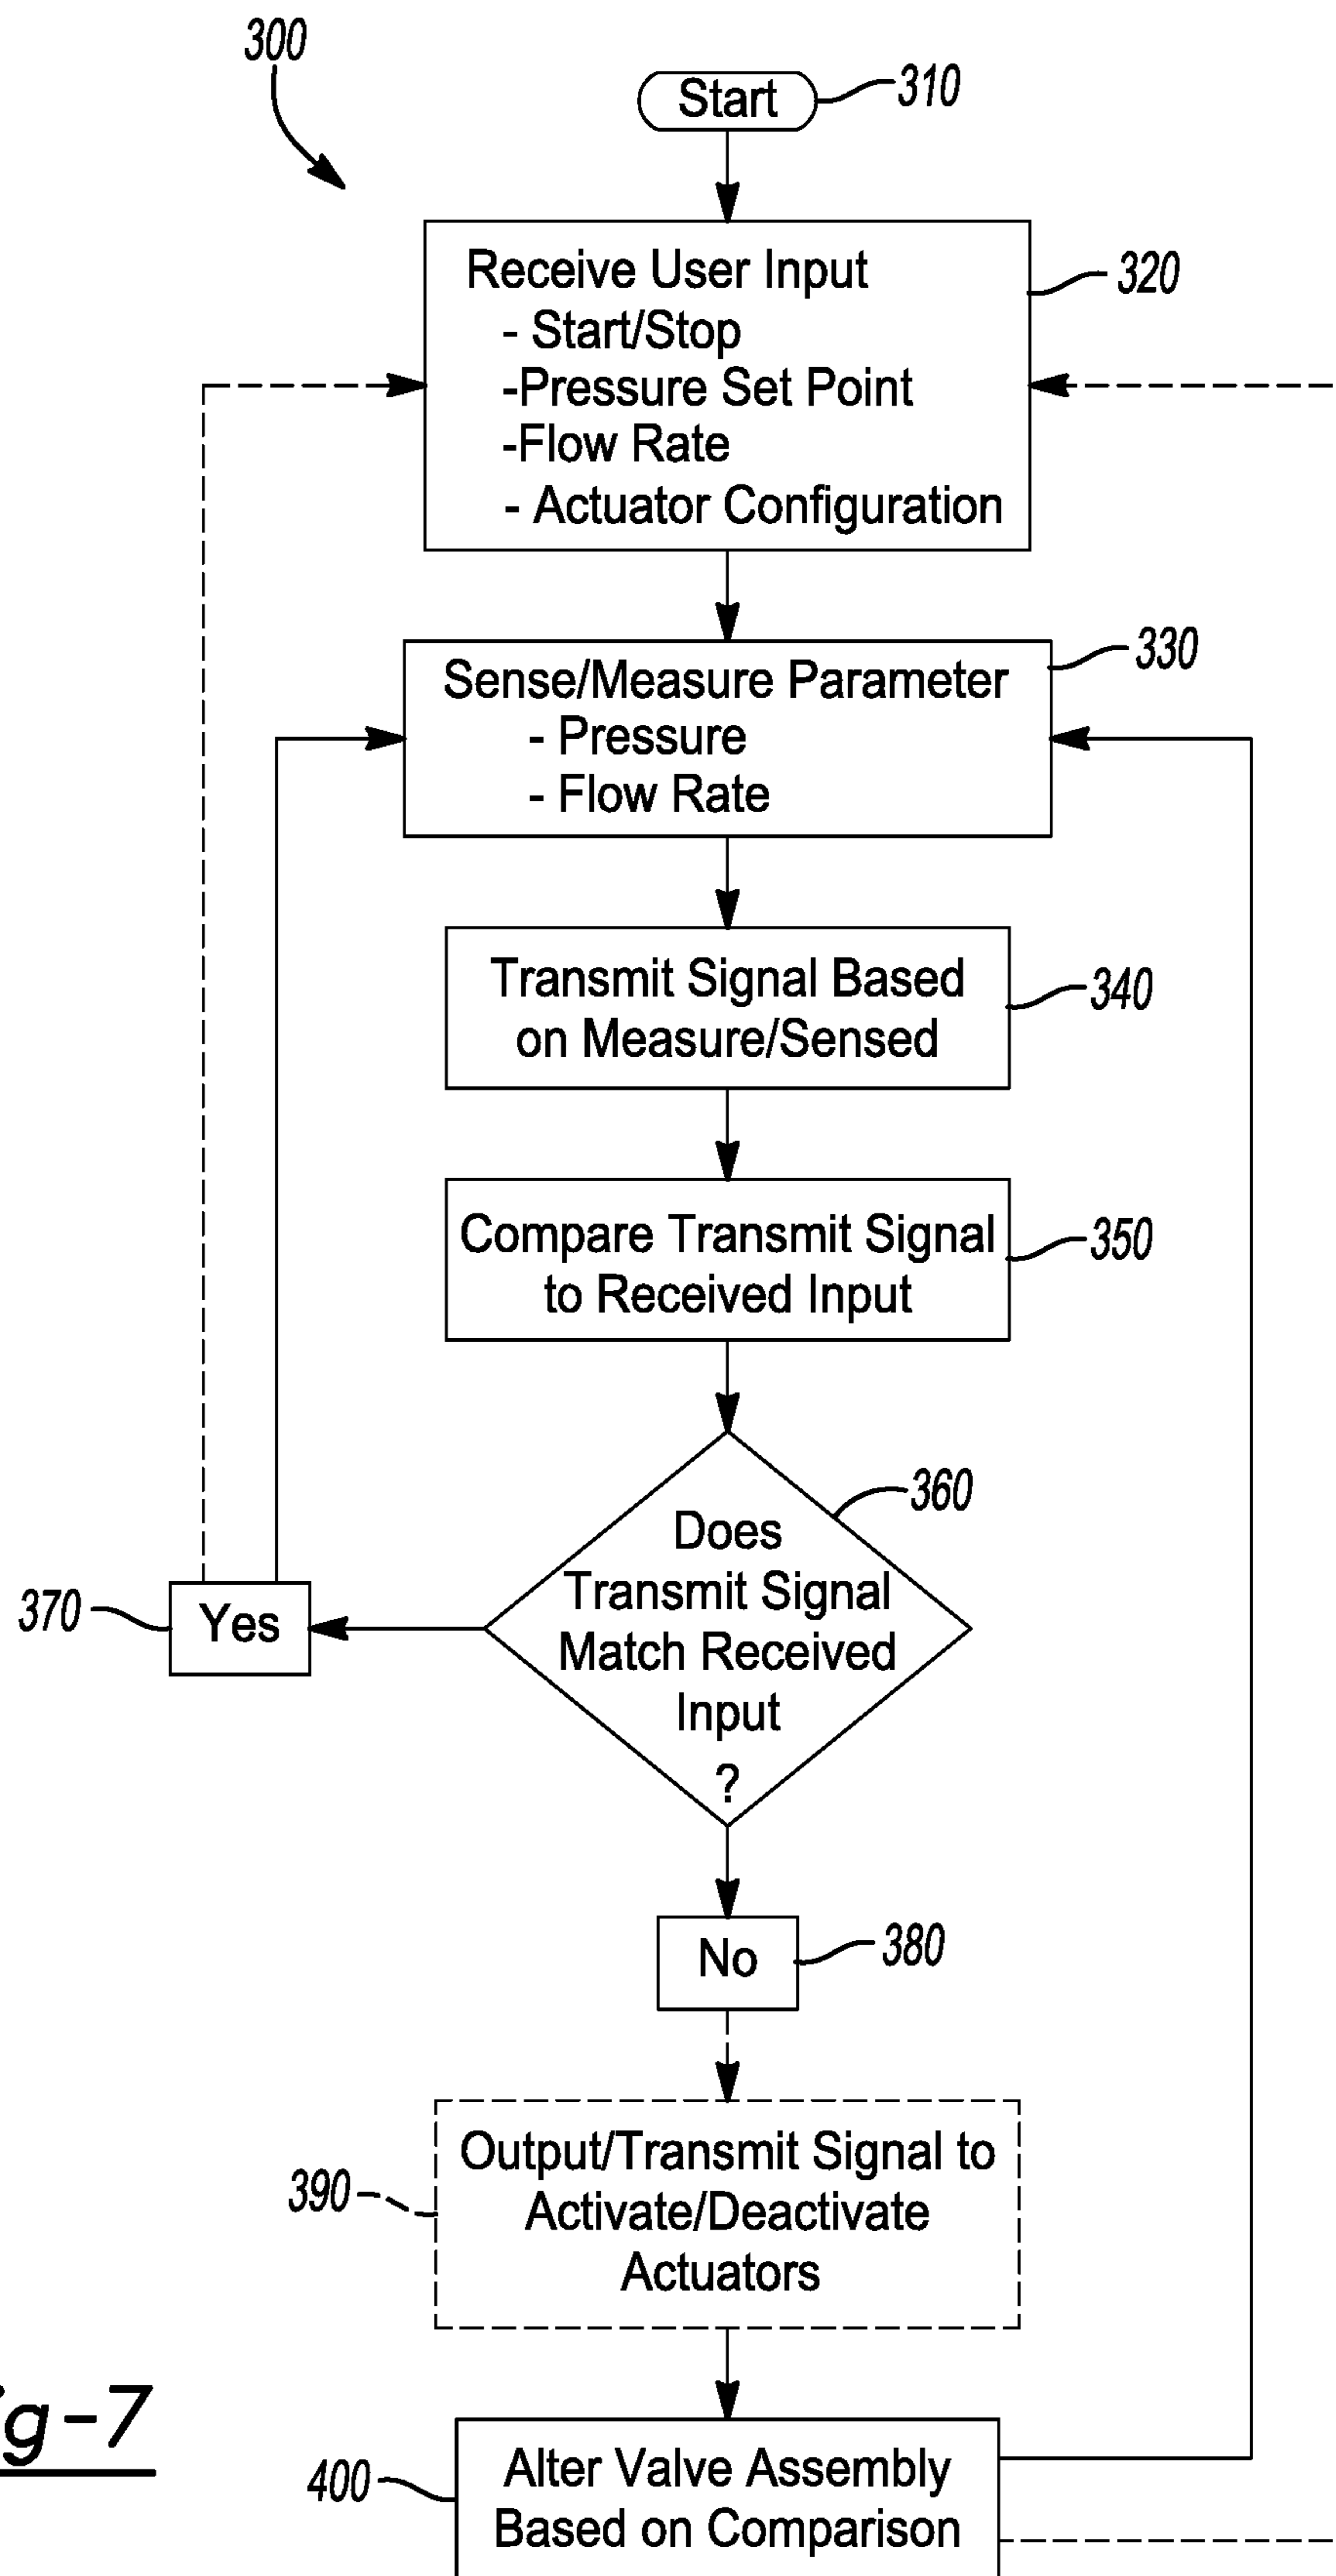 300
Start
310
Receive User Input
- Start/Stop
-Pressure Set Point
-Flow Rate
- Actuator Configuration
320
Sense/Measure Parameter
- Pressure
- Flow Rate
330
Transmit Signal Based
on Measure/Sensed
340
Compare Transmit Signal
to Received Input
350
Does
Transmit Signal
Match Received
Input
?
360
370
Yes
No
380
390
Output/Transmit Signal to
Activate/Deactivate
Actuators
ig-7
400
Alter Valve Assembly
Based on Comparison